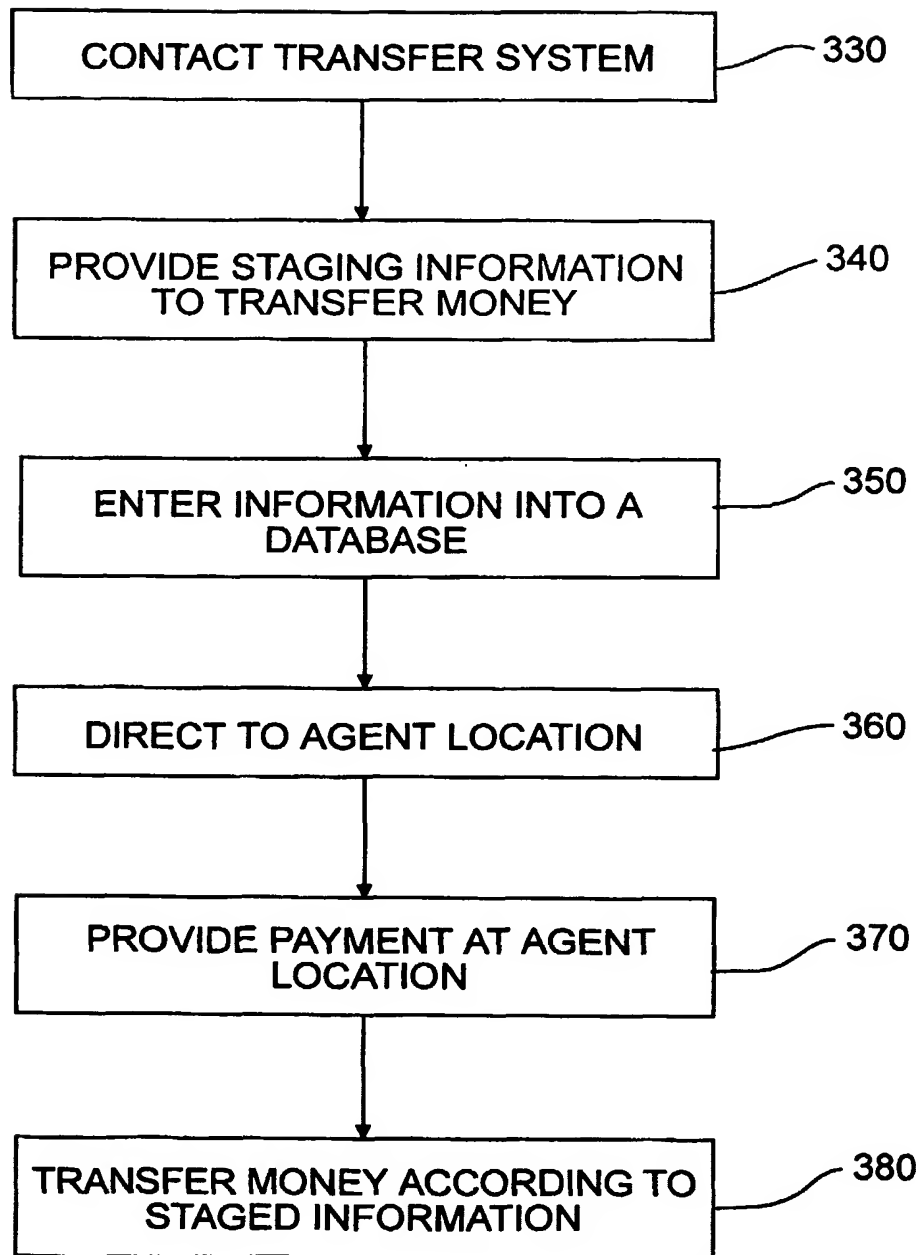 CONTACT TRANSFER SYSTEM
330
PROVIDE STAGING INFORMATION
TO TRANSFER MONEY
340
ENTER INFORMATION INTO A
DATABASE
350
DIRECT TO AGENT LOCATION
360
PROVIDE PAYMENT AT AGENT
LOCATION
370
TRANSFER MONEY ACCORDING TO
STAGED INFORMATION
380